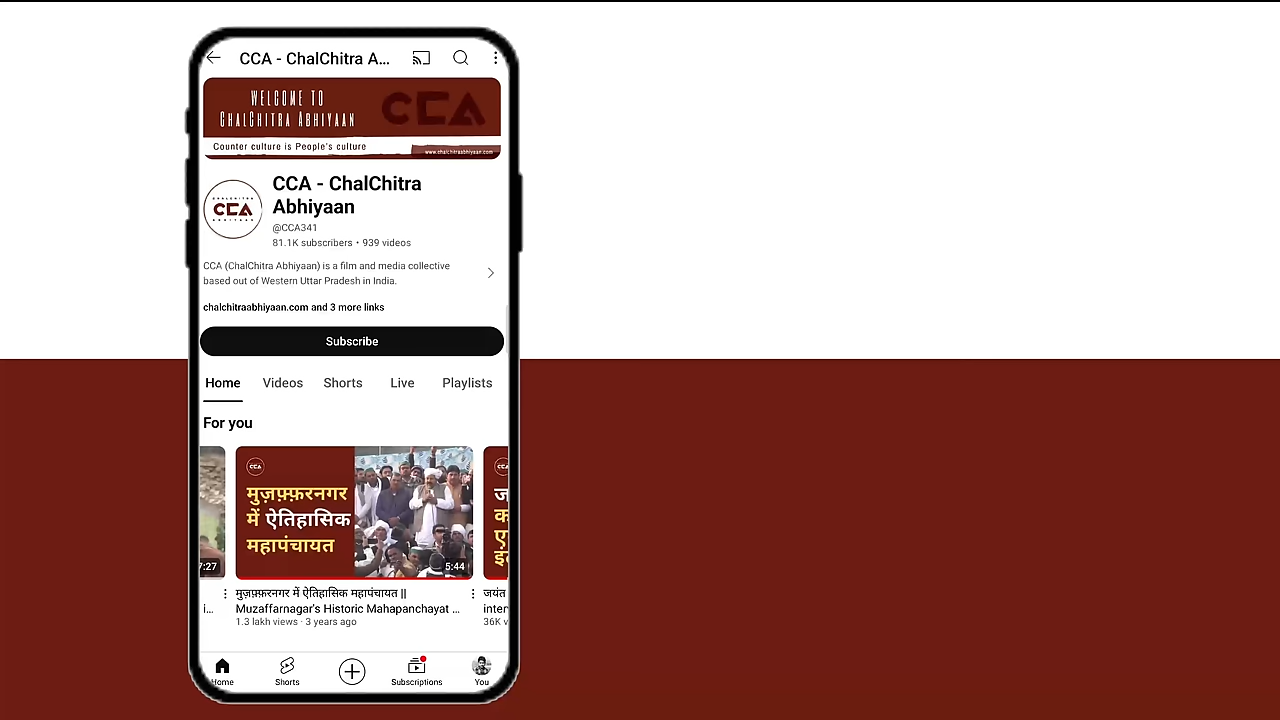 CCA - ChalChitra A...
WELCOME TO
CHALCHITRA ABHIYAAN
CCA
Counter culture is People's culture
www.chalchitraabhiyaan.com
CHALCHITRA
CCA
ABHIYAAN
CCA - ChalChitra
Abhiyaan
@CCA341
81.1K subscribers • 939 videos
CCA (ChalChitra Abhiyaan) is a film and media collective
based out of Western Uttar Pradesh in India.
chalchitraabhiyaan.com and 3 more links
Subscribe
Home Videos Shorts Live Playlists
For you
CCA
मुज़फ़्फ़रनगर
में ऐतिहासिक
महापंचायत
7:27
5:44
मुज़फ़्फ़रनगर में ऐतिहासिक महापंचायत ||
Muzaffarnagar's Historic Mahapanchayat ...
1.3 lakh views · 3 years ago
i...
जयंत
inter
36K v
Home Shorts Subscriptions You